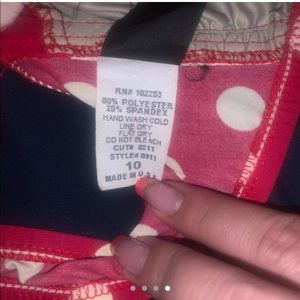 RN# 102253
80% POLYESTER
20% SPANDEX
HAND WASH COLD
LINE DRY
FLAT DRY
DO NOT BLEACH
CUT# 0211
STYLE# 0311
10
MADE IN U.S.A.